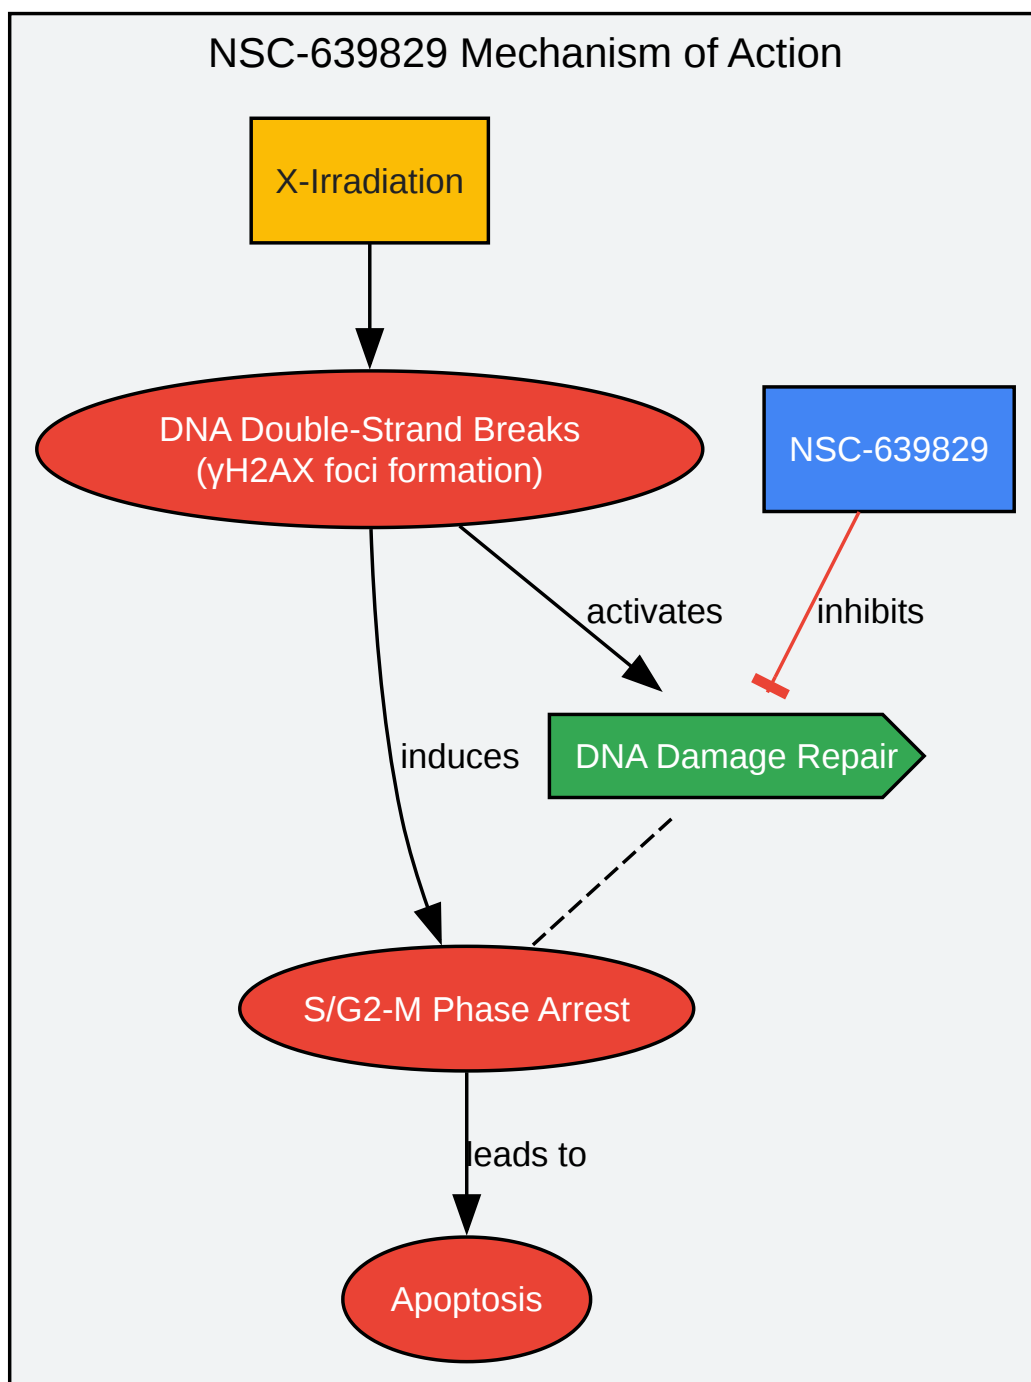 NSC-639829 Mechanism of Action
X-Irradiation
DNA Double-Strand Breaks
(γH2AX foci formation)
NSC-639829
activates
inhibits
induces
DNA Damage Repair
S/G2-M Phase Arrest
leads to
Apoptosis